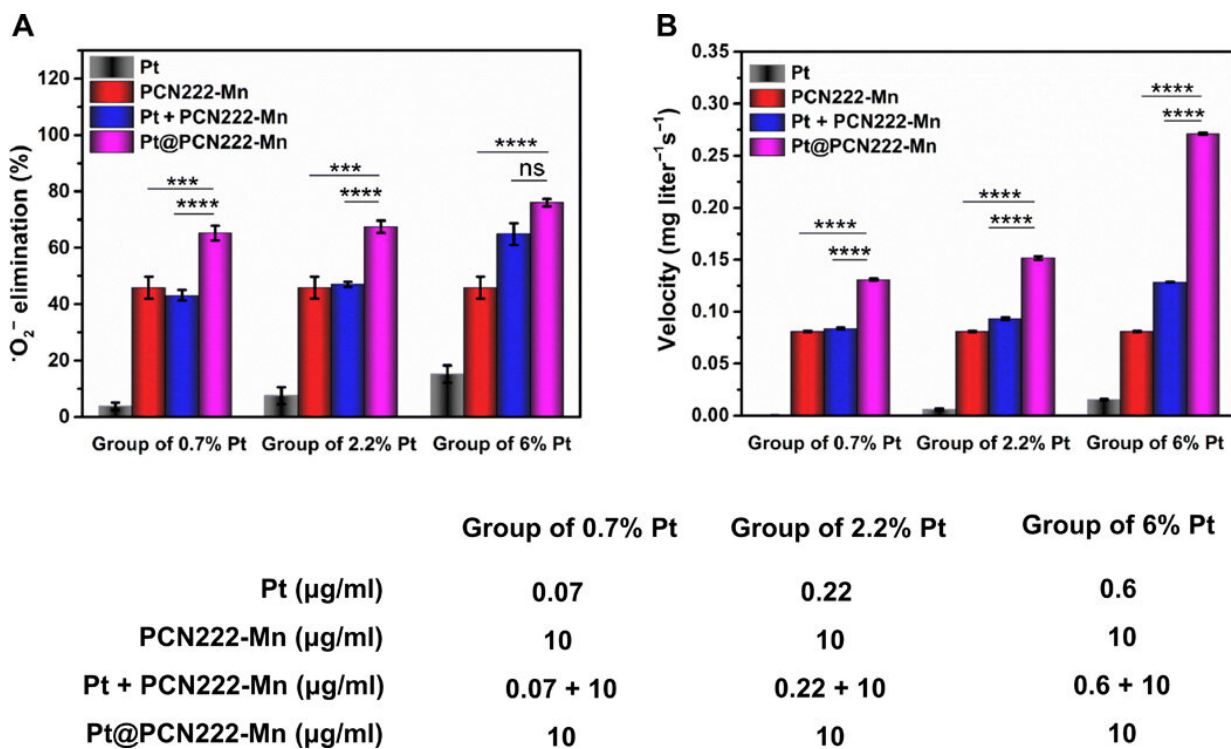 A
•O₂⁻ elimination (%)
120
100
80
60
40
20
0
Pt
PCN222-Mn
Pt + PCN222-Mn
Pt@PCN222-Mn
***
****
***
****
****
ns
Group of 0.7% Pt Group of 2.2% Pt Group of 6% Pt
B
Velocity (mg liter⁻¹s⁻¹)
0.35
0.30
0.25
0.20
0.15
0.10
0.05
0.00
Pt
PCN222-Mn
Pt + PCN222-Mn
Pt@PCN222-Mn
****
****
****
****
****
****
Group of 0.7% Pt Group of 2.2% Pt Group of 6% Pt
Group of 0.7% Pt Group of 2.2% Pt Group of 6% Pt
Pt (µg/ml) 0.07 0.22 0.6
PCN222-Mn (µg/ml) 10 10 10
Pt + PCN222-Mn (µg/ml) 0.07 + 10 0.22 + 10 0.6 + 10
Pt@PCN222-Mn (µg/ml) 10 10 10